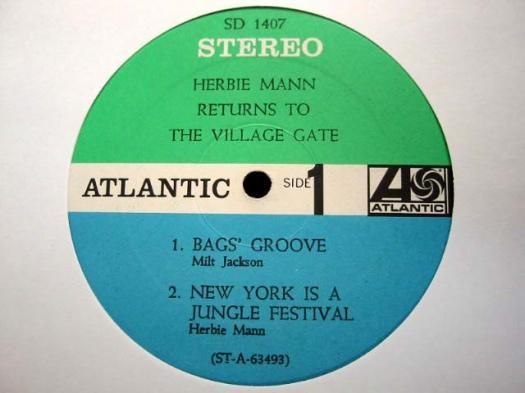 SD 1407
STEREO
HERBIE MANN
RETURNS TO
THE VILLAGE GATE
ATLANTIC SIDE 1
ATLANTIC
1. BAGS' GROOVE
Milt Jackson
2. NEW YORK IS A
JUNGLE FESTIVAL
Herbie Mann
(ST-A-63493)